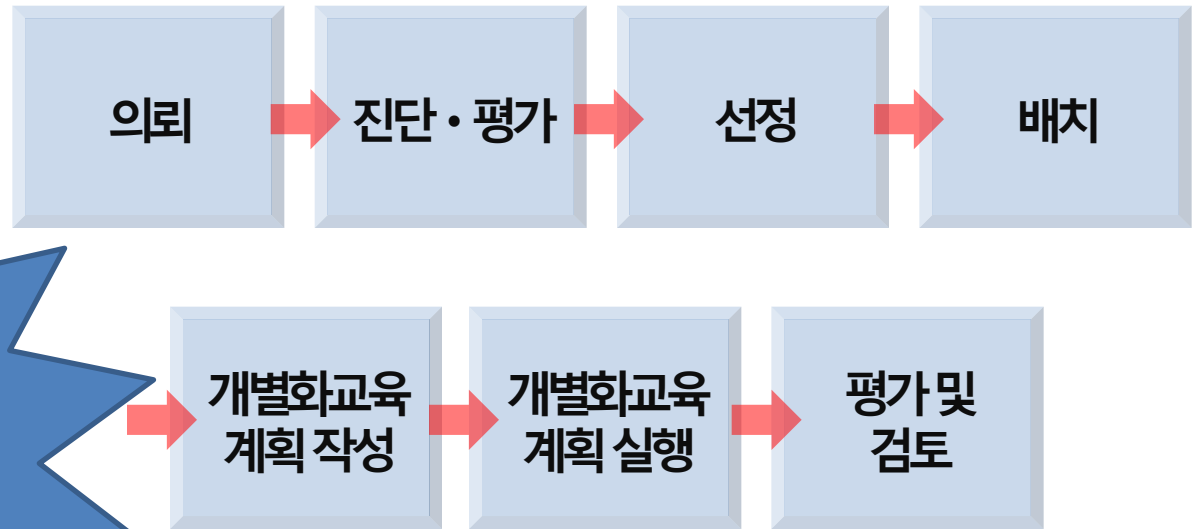 의뢰
진단·평가
선정
배치
개별화교육
계획 작성
개별화교육
계획 실행
평가 및
검토